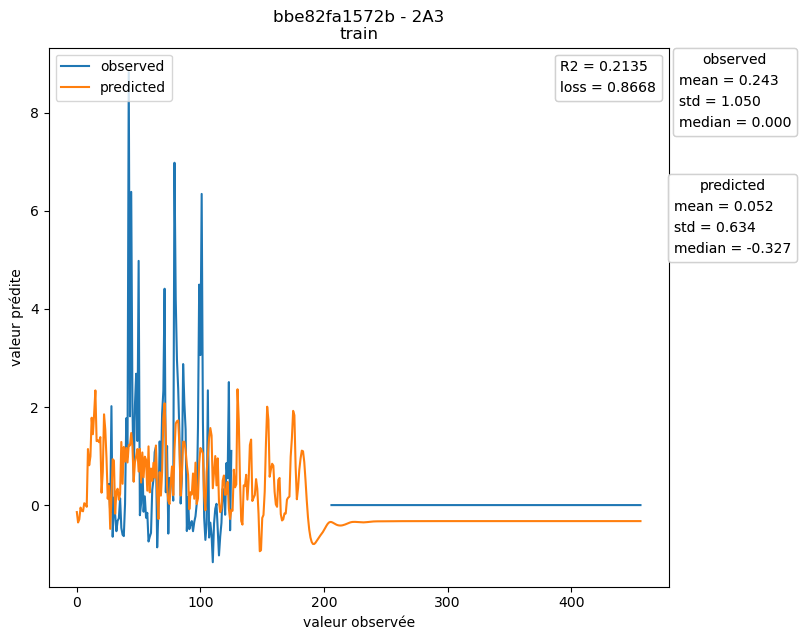 bbe82fa1572b - 2A3
train
observed
predicted
R2 = 0.2135
loss = 0.8668
observed
mean = 0.243
std = 1.050
median = 0.000
predicted
mean = 0.052
std = 0.634
median = -0.327
valeur prédite
8
6
4
2
0
0 100 200 300 400
valeur observée